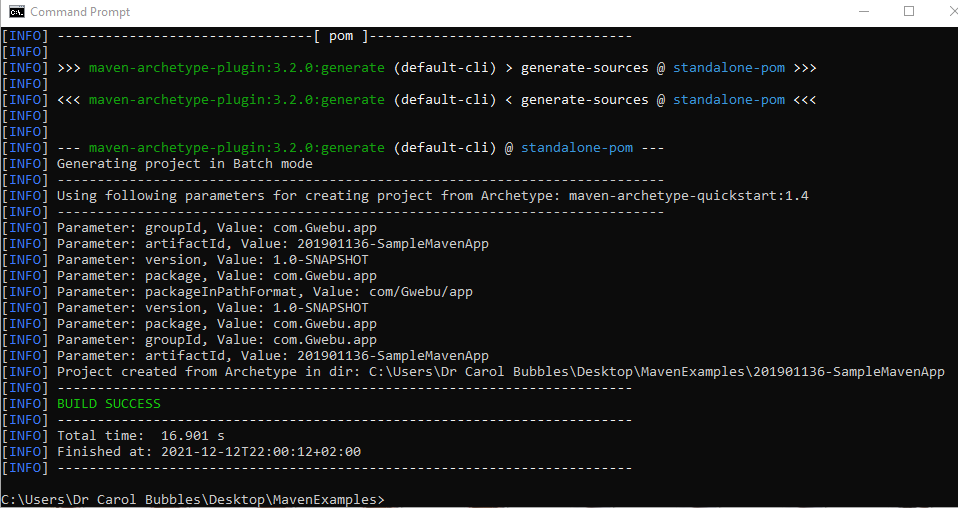 Command Prompt
[INFO] --------------------------------[ pom ]---------------------------------
[INFO]
[INFO] >>> maven-archetype-plugin:3.2.0:generate (default-cli) > generate-sources @ standalone-pom >>>
[INFO]
[INFO] <<< maven-archetype-plugin:3.2.0:generate (default-cli) < generate-sources @ standalone-pom <<<
[INFO]
[INFO]
[INFO] --- maven-archetype-plugin:3.2.0:generate (default-cli) @ standalone-pom ---
[INFO] Generating project in Batch mode
[INFO] ----------------------------------------------------------------------------
[INFO] Using following parameters for creating project from Archetype: maven-archetype-quickstart:1.4
[INFO] ----------------------------------------------------------------------------
[INFO] Parameter: groupId, Value: com.Gwebu.app
[INFO] Parameter: artifactId, Value: 201901136-SampleMavenApp
[INFO] Parameter: version, Value: 1.0-SNAPSHOT
[INFO] Parameter: package, Value: com.Gwebu.app
[INFO] Parameter: packageInPathFormat, Value: com/Gwebu/app
[INFO] Parameter: version, Value: 1.0-SNAPSHOT
[INFO] Parameter: package, Value: com.Gwebu.app
[INFO] Parameter: groupId, Value: com.Gwebu.app
[INFO] Parameter: artifactId, Value: 201901136-SampleMavenApp
[INFO] Project created from Archetype in dir: C:\Users\Dr Carol Bubbles\Desktop\MavenExamples\201901136-SampleMavenApp
[INFO] ------------------------------------------------------------------------
[INFO] BUILD SUCCESS
[INFO] ------------------------------------------------------------------------
[INFO] Total time:  16.901 s
[INFO] Finished at: 2021-12-12T22:00:12+02:00
[INFO] ------------------------------------------------------------------------
C:\Users\Dr Carol Bubbles\Desktop\MavenExamples>